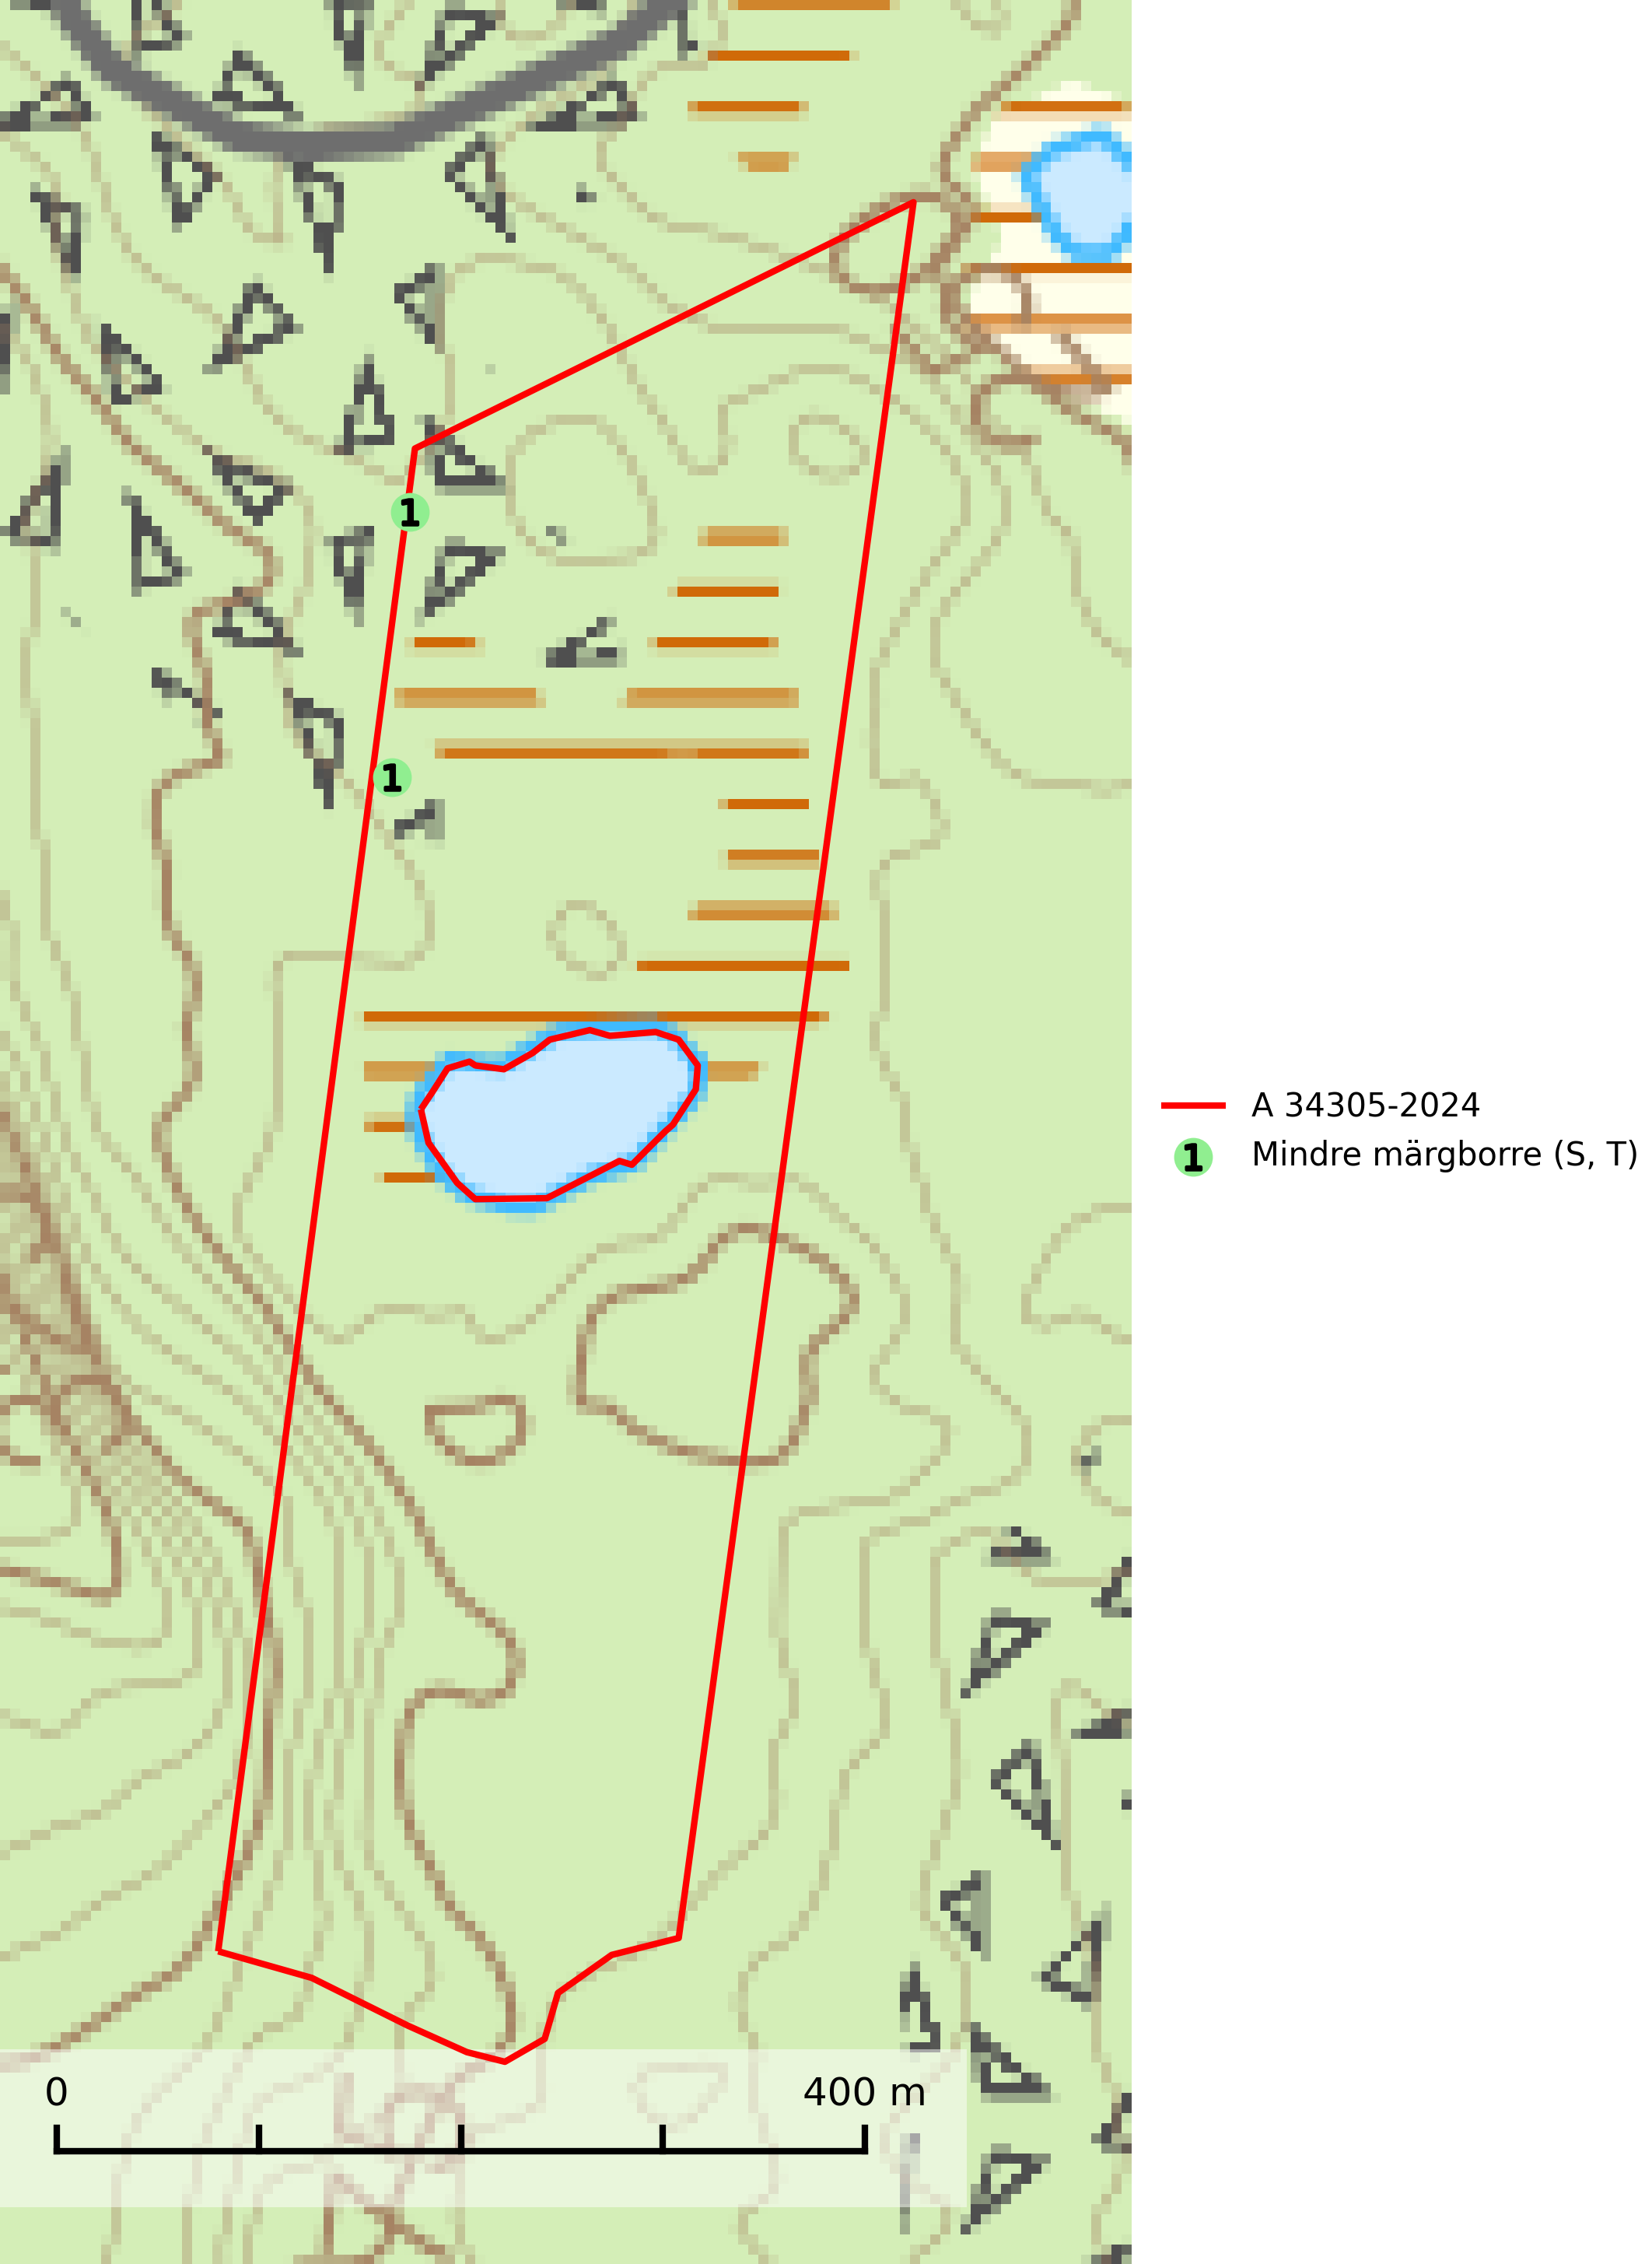 1
1
A 34305-2024
1 Mindre märgborre (S, T)
0 400 m